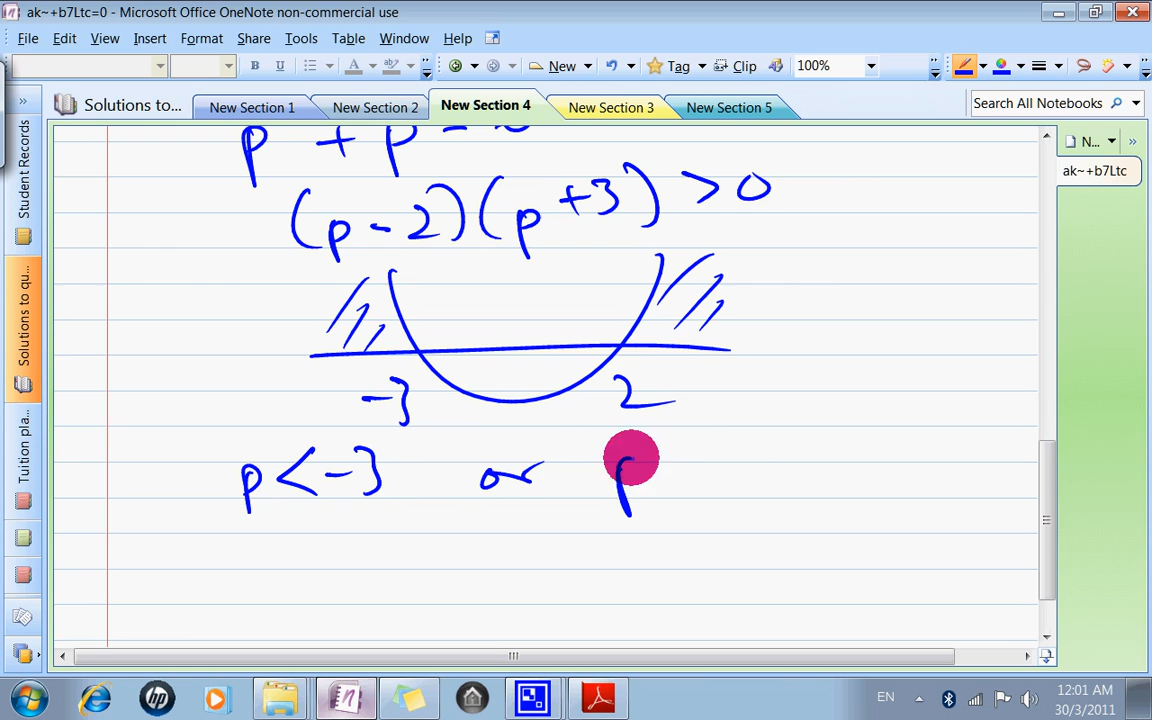 ak~+b7Ltc=0 - Microsoft Office OneNote non-commercial use
File Edit View Insert Format Share Tools Table Window Help
B U A ab New Tag Clip 100%
Solutions to... New Section 1 New Section 2 New Section 4 New Section 3 New Section 5 Search All Notebooks
N...
ak~+b7Ltc
Student Records
Solutions to qu...
Tuition pla...
p + p -
(p - 2)(p + 3) > 0
-3 2
p < -3 or p
EN 12:01 AM
30/3/2011